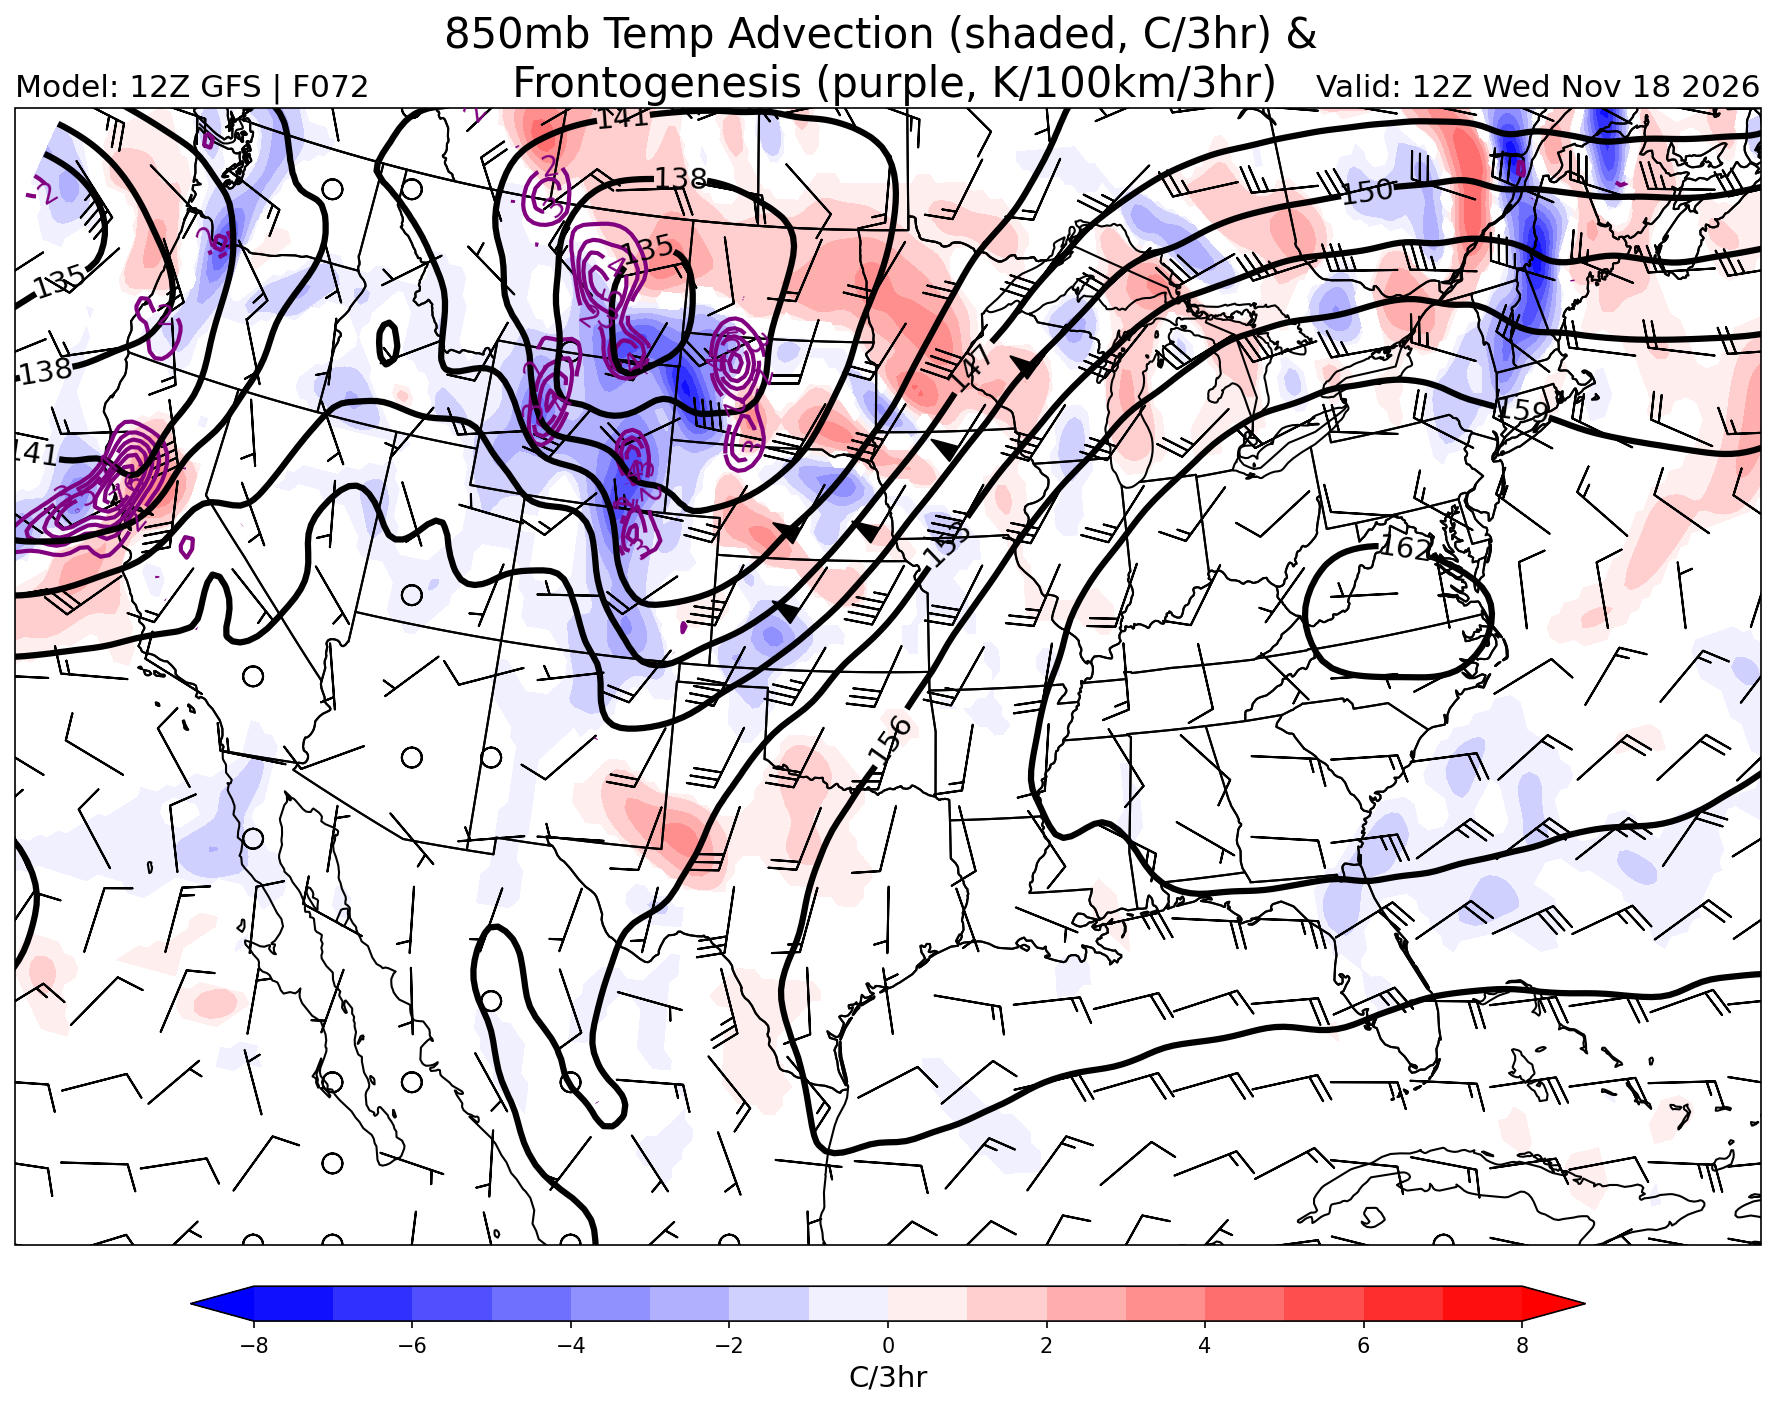 850mb Temp Advection (shaded, C/3hr) &
Model: 12Z GFS | F072
Frontogenesis (purple, K/100km/3hr)
Valid: 12Z Wed Nov 18 2026
141
138
150
135
135
138
147
159
141
153
162
156
−8 −6 −4 −2 0 2 4 6 8
C/3hr